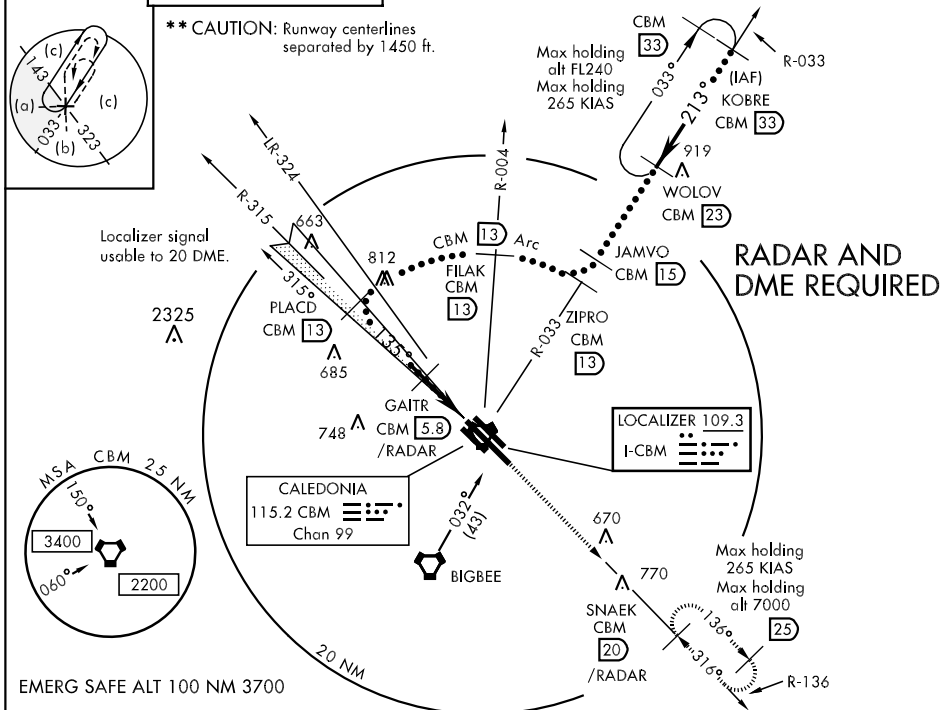 ** CAUTION: Runway centerlines
separated by 1450 ft.
(c)
143
(a)
(c)
033
323
(b)
CBM
33
Max holding
alt FL240
Max holding
265 KIAS
R-033
033°
213°
(IAF)
KOBRE
CBM 33
919
WOLOV
CBM 23
LR-324
R-004
R-315
663
Localizer signal
usable to 20 DME.
812
CBM 13 Arc
JAMVO
CBM 15
RADAR AND
DME REQUIRED
315°
PLACD
CBM 13
FILAK
CBM
13
R-033
ZIPRO
CBM
13
2325
135°
685
GAITR
CBM 5.8
/RADAR
748
LOCALIZER 109.3
I-CBM
MSA CBM 25 NM
150°
3400
060°
2200
CALEDONIA
115.2 CBM
Chan 99
032°
(43)
BIGBEE
670
770
Max holding
265 KIAS
Max holding
alt 7000
25
SNAEK
CBM
20
/RADAR
136°
316°
R-136
20 NM
EMERG SAFE ALT 100 NM 3700